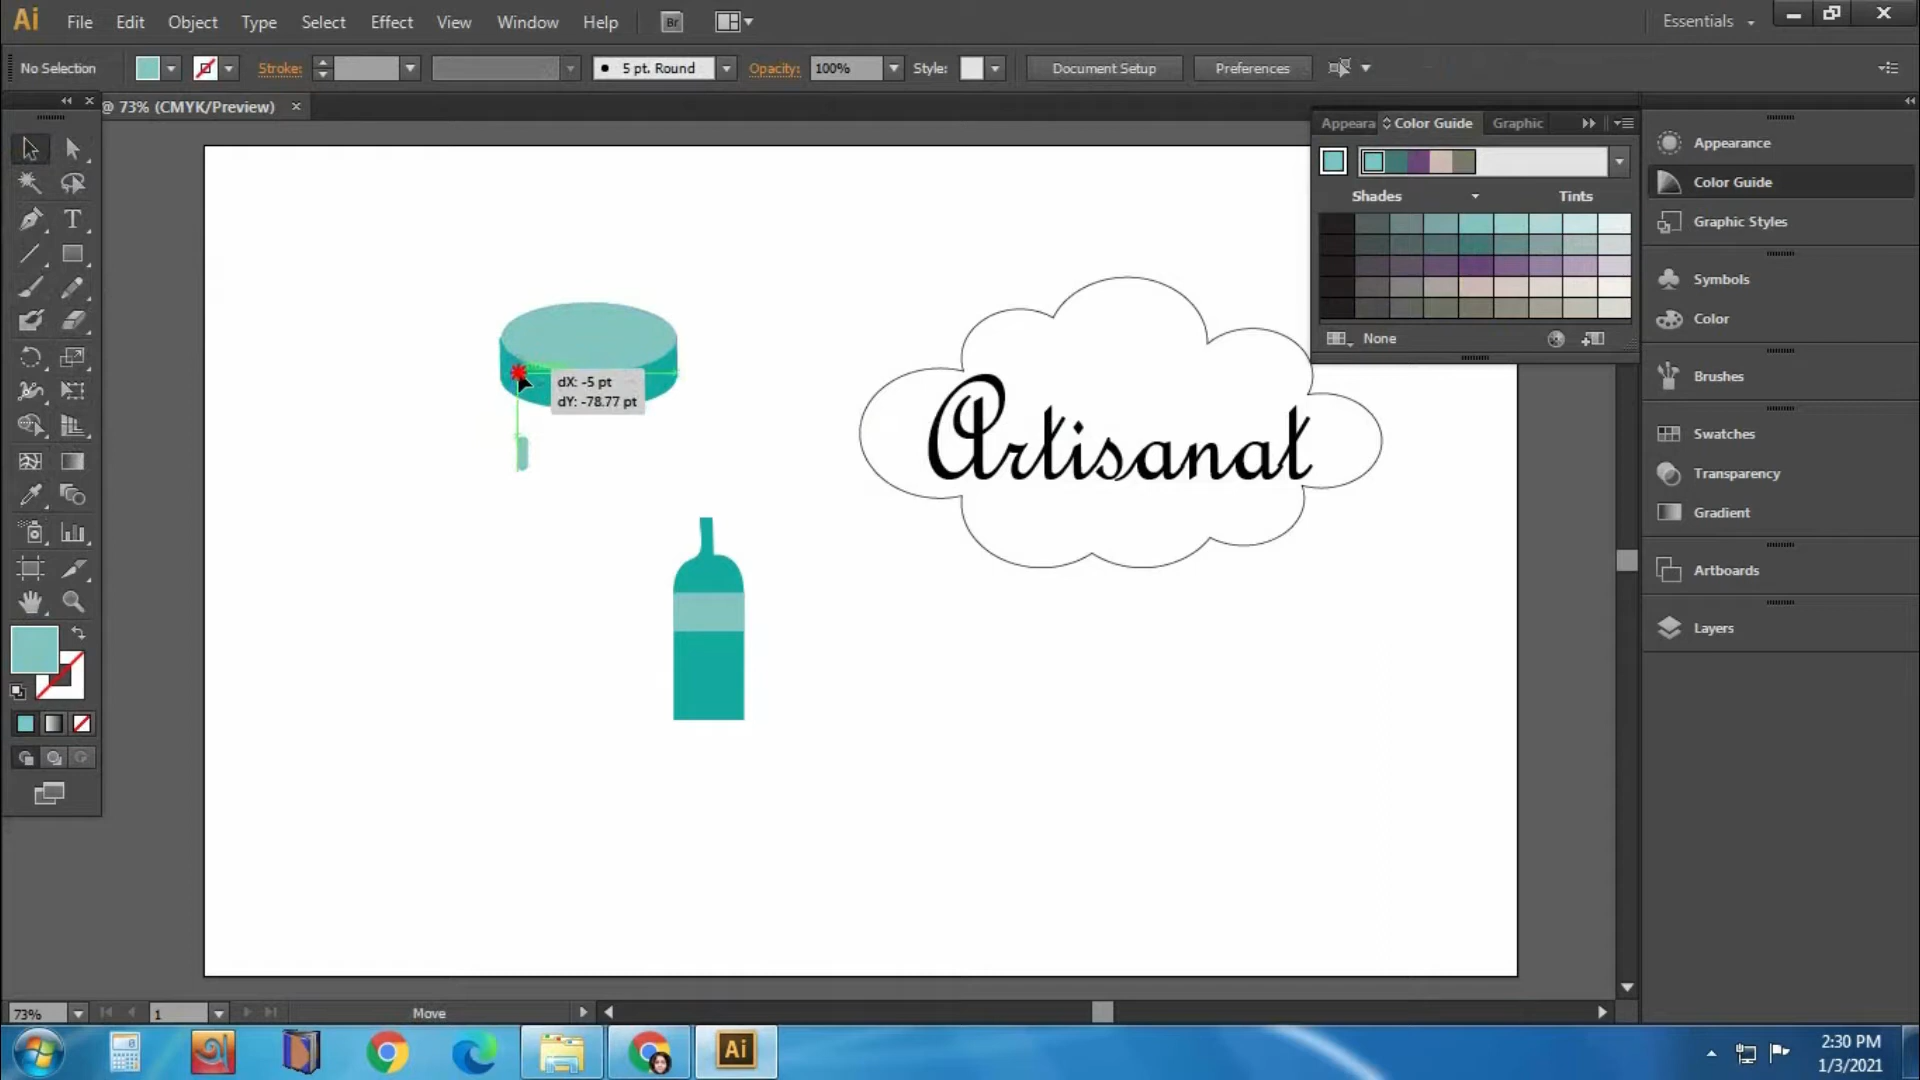 Ai File Edit Object Type Select Effect View Window Help Br Essentials
No Selection Stroke: 5 pt. Round Opacity: 100% Style: Document Setup Preferences
@ 73% (CMYK/Preview)
Appeara Color Guide Graphic
Shades Tints
None
Appearance
Color Guide
Graphic Styles
Symbols
Color
Brushes
Swatches
Transparency
Gradient
Artboards
Layers
dX: -5 pt
dY: -78.77 pt
Artisanat
73% 1 Move
Ai
2:30 PM
1/3/2021